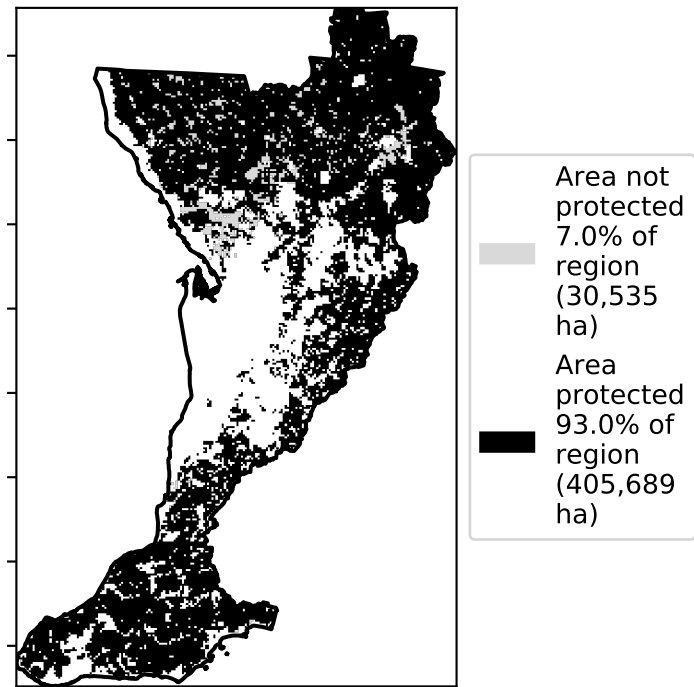 Area not
protected
7.0% of
region
(30,535
ha)
Area
protected
93.0% of
region
(405,689
ha)